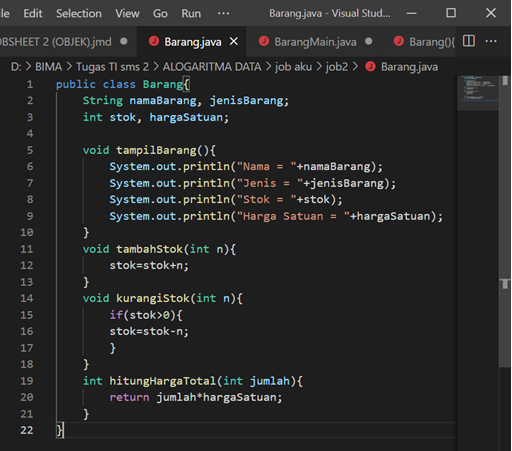 ile Edit Selection View Go Run ··· Barang.java - Visual Stud...
OBSHEET 2 (OBJEK).jmd Barang.java BarangMain.java Barang(){
D: > BIMA > Tugas TI sms 2 > ALOGARITMA DATA > job aku > job2 > Barang.java
1 public class Barang{
2 String namaBarang, jenisBarang;
3 int stok, hargaSatuan;
4
5 void tampilBarang(){
6 System.out.println("Nama = "+namaBarang);
7 System.out.println("Jenis = "+jenisBarang);
8 System.out.println("Stok = "+stok);
9 System.out.println("Harga Satuan = "+hargaSatuan);
10 }
11 void tambahStok(int n){
12 stok=stok+n;
13 }
14 void kurangiStok(int n){
15 if(stok>0){
16 stok=stok-n;
17 }
18 }
19 int hitungHargaTotal(int jumlah){
20 return jumlah*hargaSatuan;
21 }
22 }